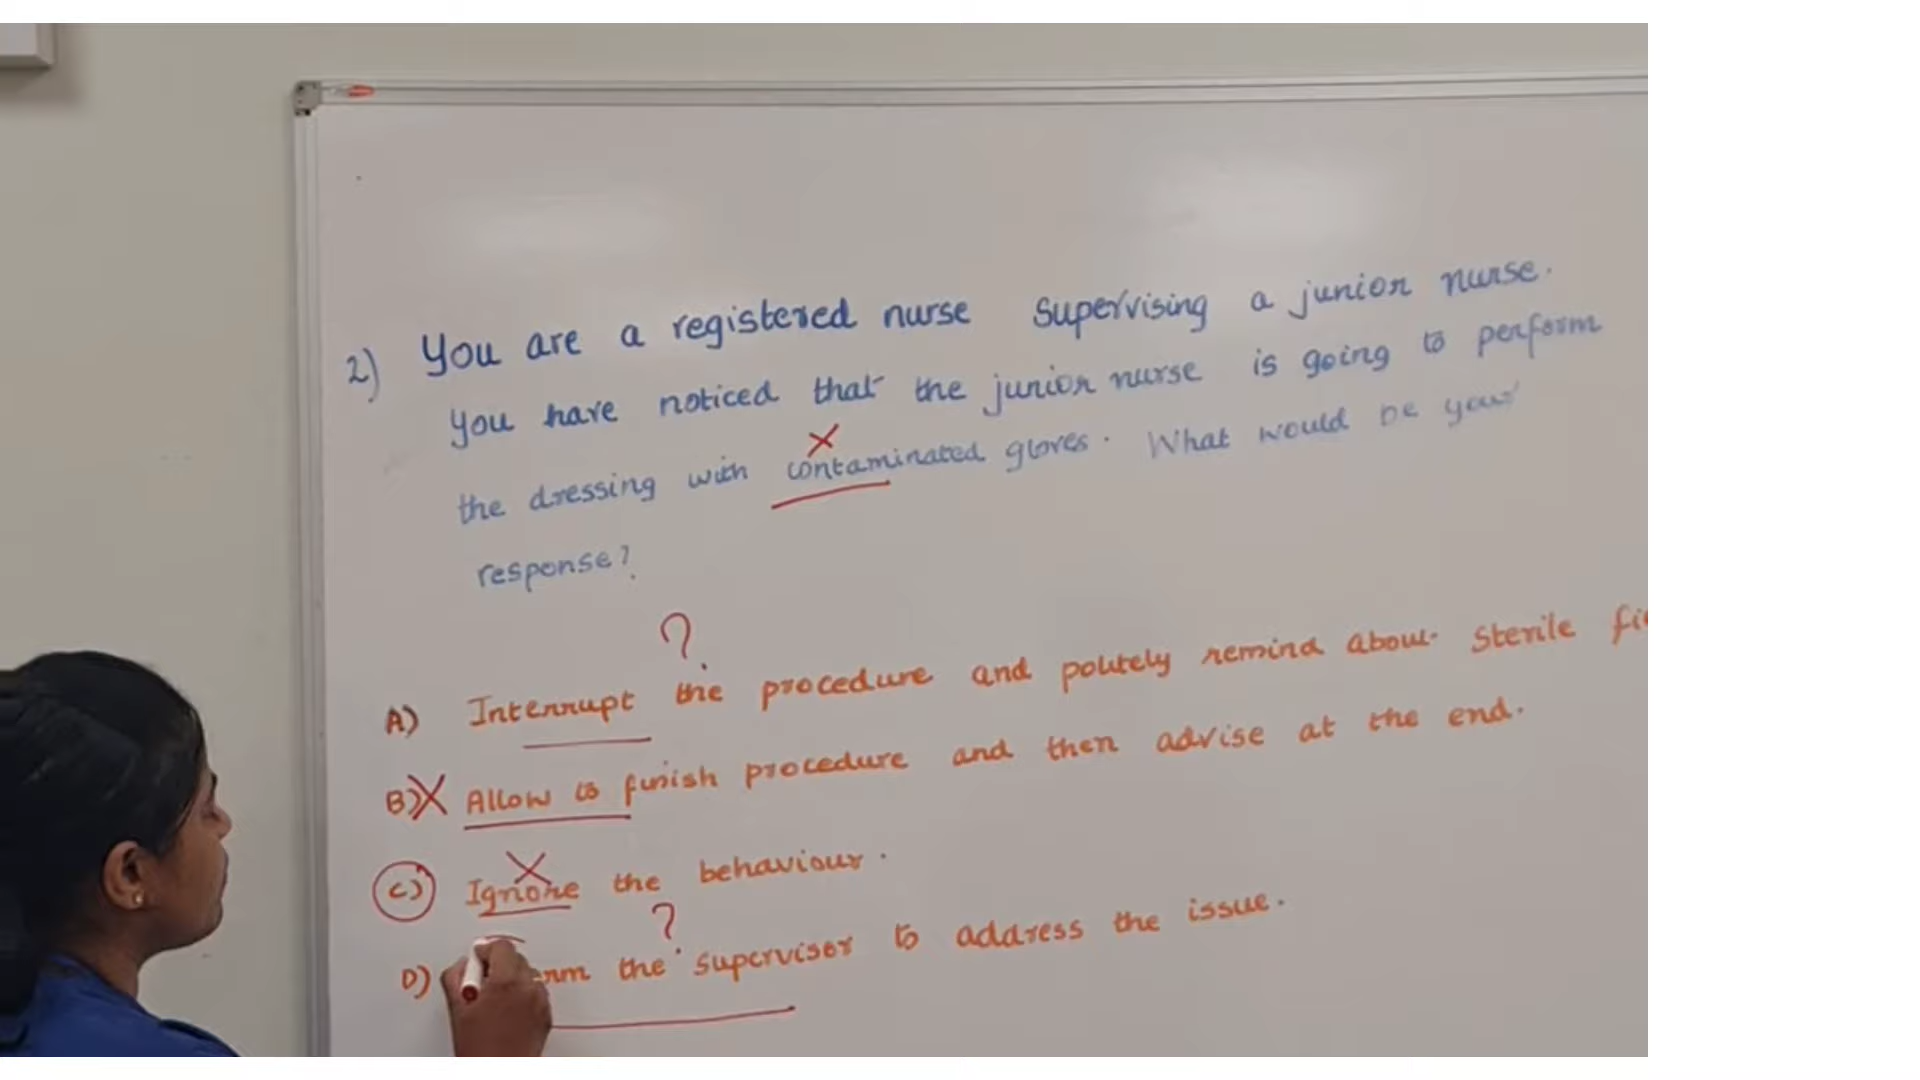 2) You are a registered nurse supervising a junior nurse.
You have noticed that the junior nurse is going to perform
the dressing with contaminated gloves. What would be your
response?
?
A) Interrupt the procedure and politely remind about sterile
B) X Allow to finish procedure and then advise at the end.
C) Ignore the behaviour.
?
D) the supervisor to address the issue.